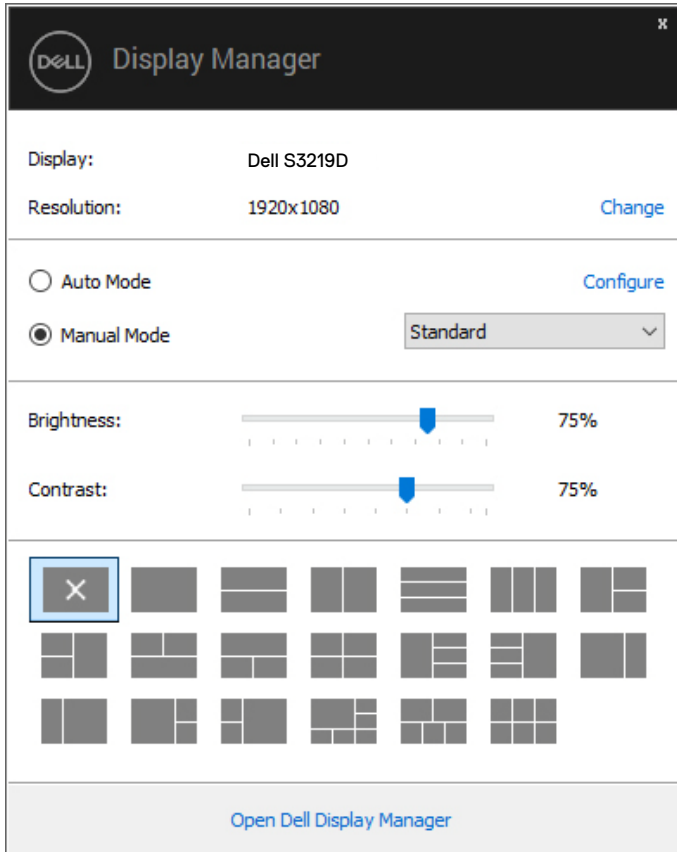 x
DELL Display Manager
Display: Dell S3219D
Resolution: 1920x1080 Change
Auto Mode Configure
Manual Mode Standard
Brightness: 75%
Contrast: 75%
Open Dell Display Manager